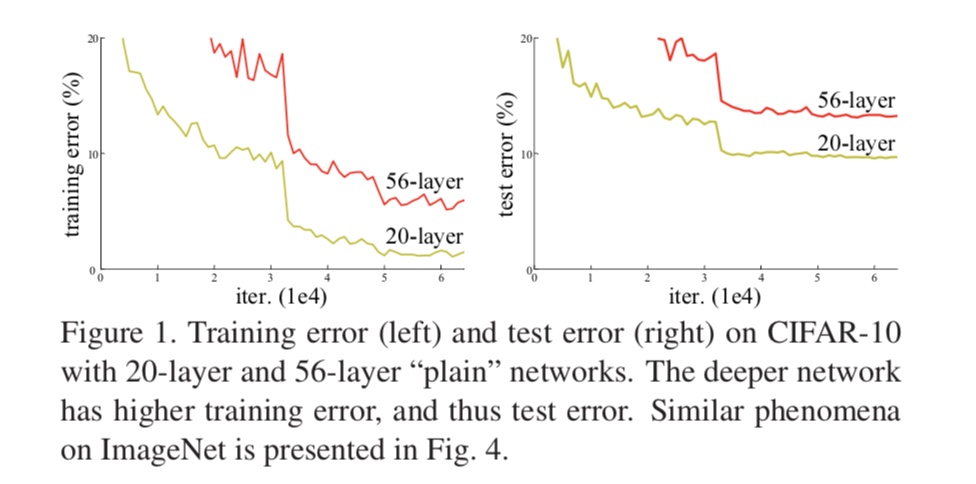 20
10
0
training error (%)
56-layer
20-layer
0 1 2 3 4 5 6
iter. (1e4)
20
10
test error (%)
56-layer
20-layer
0 0 1 2 3 4 5 6
iter. (1e4)
Figure 1. Training error (left) and test error (right) on CIFAR-10
with 20-layer and 56-layer “plain” networks. The deeper network
has higher training error, and thus test error. Similar phenomena
on ImageNet is presented in Fig. 4.